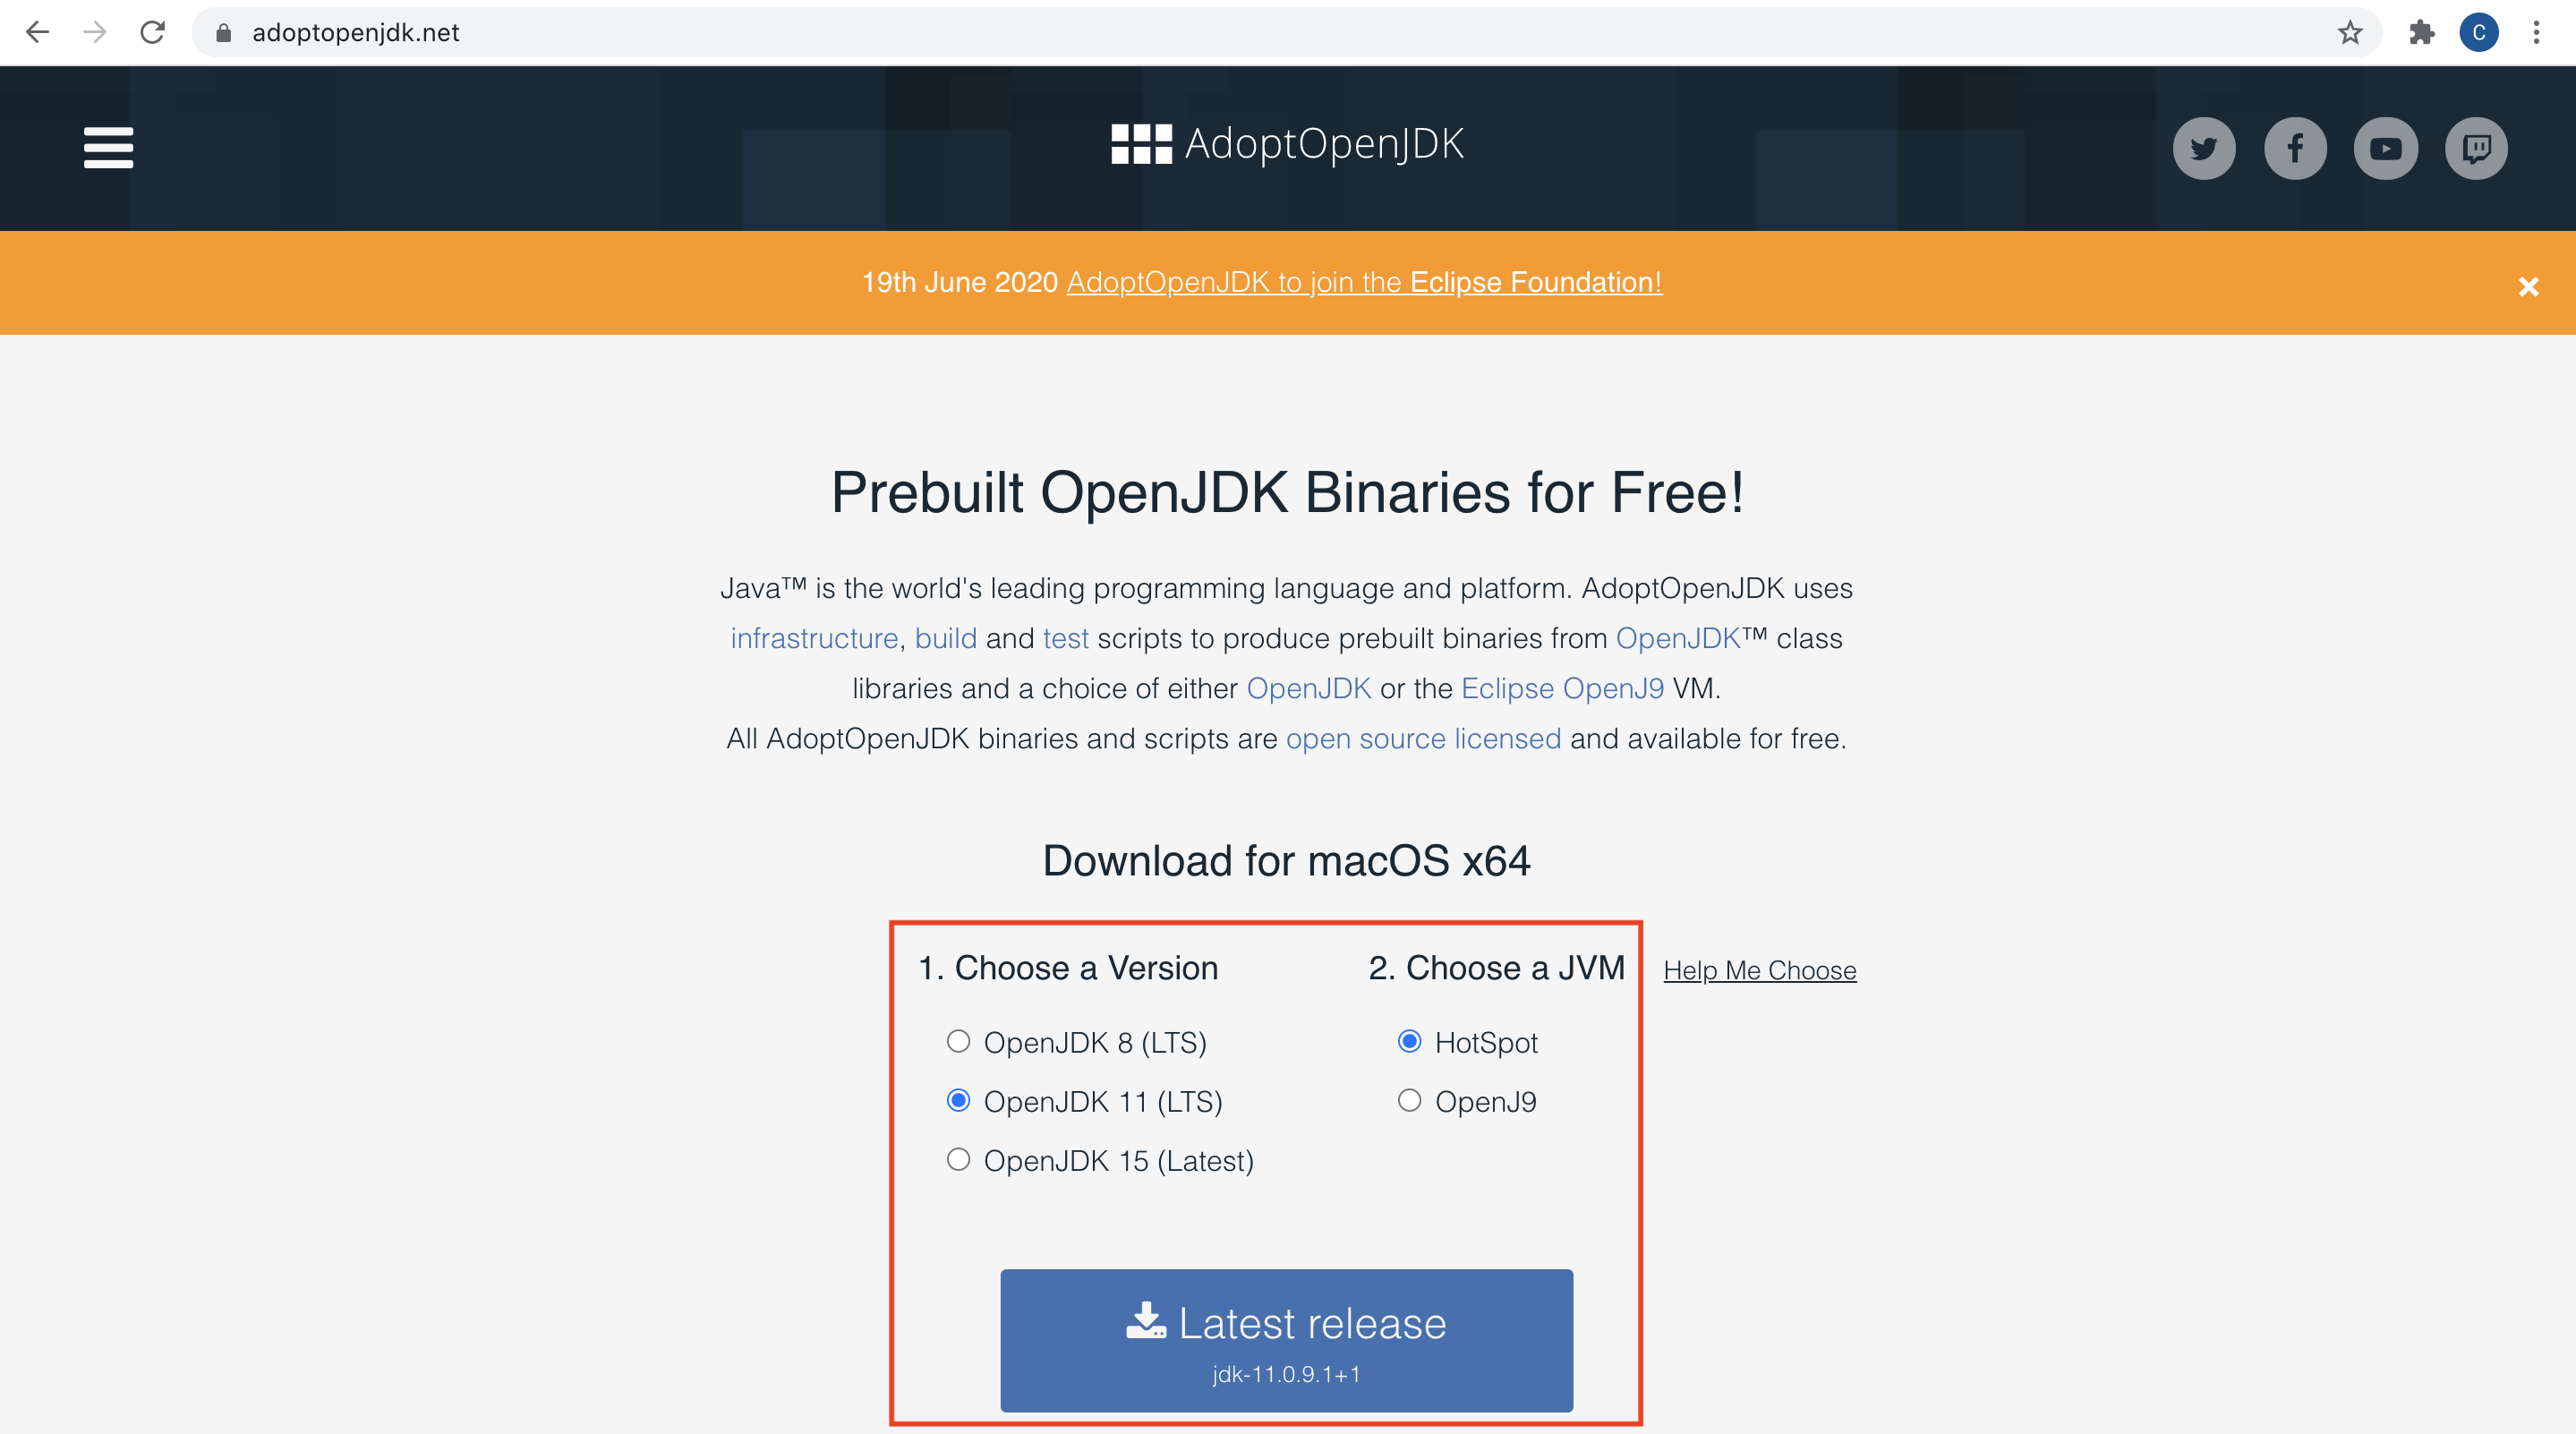 adoptopenjdk.net
C
AdoptOpenJDK
19th June 2020 AdoptOpenJDK to join the Eclipse Foundation!
Prebuilt OpenJDK Binaries for Free!
Java™ is the world's leading programming language and platform. AdoptOpenJDK uses
infrastructure, build and test scripts to produce prebuilt binaries from OpenJDK™ class
libraries and a choice of either OpenJDK or the Eclipse OpenJ9 VM.
All AdoptOpenJDK binaries and scripts are open source licensed and available for free.
Download for macOS x64
1. Choose a Version
2. Choose a JVM
Help Me Choose
OpenJDK 8 (LTS)
HotSpot
OpenJDK 11 (LTS)
OpenJ9
OpenJDK 15 (Latest)
Latest release
jdk-11.0.9.1+1